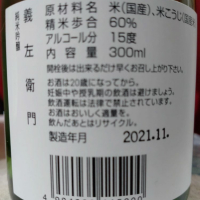 原材料名 米(国産)、米こうじ(国産米)
精米歩合 60%
アルコール分 15度
内容量 300ml
開栓後は出来るだけ早くお召し上がり下さい。
お酒は20歳になってから。
妊娠中や授乳期の飲酒は避けましょう。
飲酒運転は法律で禁止されています。
お酒はおいしく適量を。
飲んだあとはリサイクル。
製造年月 2021.11.
純米吟醸
義左衛門